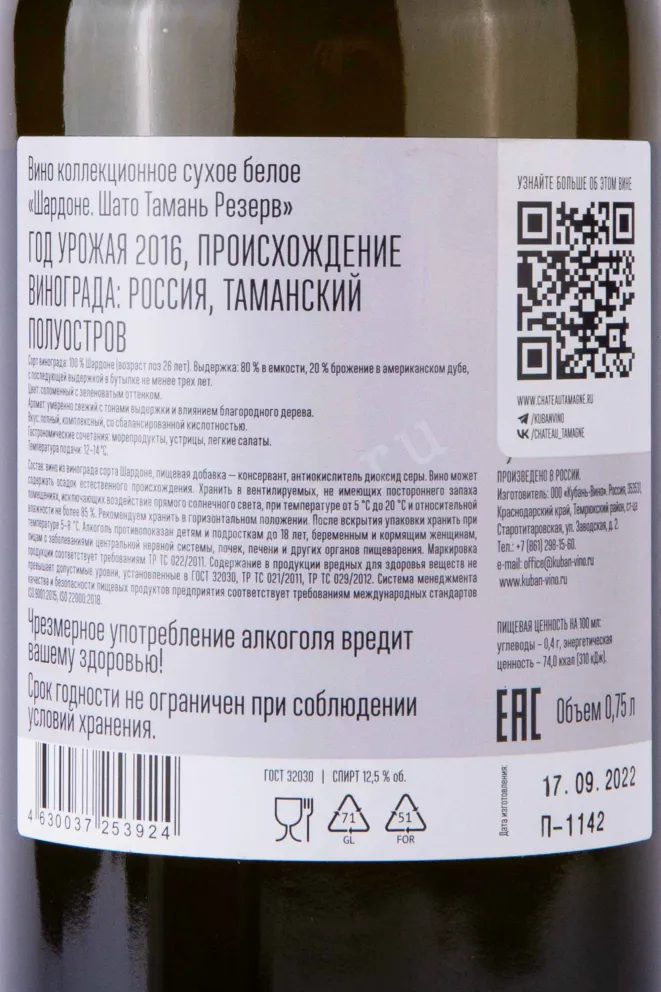 Вино коллекционное сухое белое
«Шардоне. Шато Тамань Резерв»
ГОД УРОЖАЯ 2016, ПРОИСХОЖДЕНИЕ
ВИНОГРАДА: РОССИЯ, ТАМАНСКИЙ
ПОЛУОСТРОВ
Сорт винограда: 100 % Шардоне (возраст лоз 26 лет). Выдержка: 80 % в емкости, 20 % брожение в американском дубе,
с последующей выдержкой в бутылке не менее трех лет.
Цвет: соломенный с зеленоватым оттенком.
Аромат: умеренно свежий с тонами выдержки и влиянием благородного дерева.
Вкус: полный, комплексный, со сбалансированной кислотностью.
Гастрономические сочетания: морепродукты, устрицы, легкие салаты.
Температура подачи: 12–14 °C.
Состав: вино из винограда сорта Шардоне, пищевая добавка – консервант, антиокислитель диоксид серы. Вино может
содержать осадок естественного происхождения. Хранить в вентилируемых, не имеющих постороннего запаха
помещениях, исключающих воздействие прямого солнечного света, при температуре от 5 °C до 20 °C и относительной
влажности не более 85 %. Рекомендуем хранить в горизонтальном положении. После вскрытия упаковки хранить при
температуре 5–8 °C. Алкоголь противопоказан детям и подросткам до 18 лет, беременным и кормящим женщинам,
лицам с заболеваниями центральной нервной системы, почек, печени и других органов пищеварения. Маркировка
продукции соответствует требованиям ТР ТС 022/2011. Содержание в продукции вредных для здоровья веществ не
превышает допустимые уровни, установленные в ГОСТ 32030, ТР ТС 021/2011, ТР ТС 029/2012. Система менеджмента
качества и безопасности пищевых продуктов предприятия соответствует требованиям международных стандартов
ISO 9001:2015, ISO 22000:2018.
Чрезмерное употребление алкоголя вредит
вашему здоровью!
Срок годности не ограничен при соблюдении
условий хранения.
4 630037 253924
ГОСТ 32030 | СПИРТ 12,5 % об.
71
GL
51
FOR
УЗНАЙТЕ БОЛЬШЕ ОБ ЭТОМ ВИНЕ
WWW.CHATEAUTAMAGNE.RU
/KUBANVINO
/CHATEAU_TAMAGNE
ПРОИЗВЕДЕНО В РОССИИ.
Изготовитель: ООО «Кубань-Вино», Россия, 353530,
Краснодарский край, Темрюкский район, ст-ца
Старотитаровская, ул. Заводская, д. 2.
Тел.: +7 (861) 298-15-60.
e-mail: office@kuban-vino.ru
www.kuban-vino.ru
ПИЩЕВАЯ ЦЕННОСТЬ НА 100 мл:
углеводы – 0,4 г, энергетическая
ценность – 74,0 ккал (310 кДж).
EAC Объем 0,75 л
Дата изготовления:
17. 09. 2022
П-1142